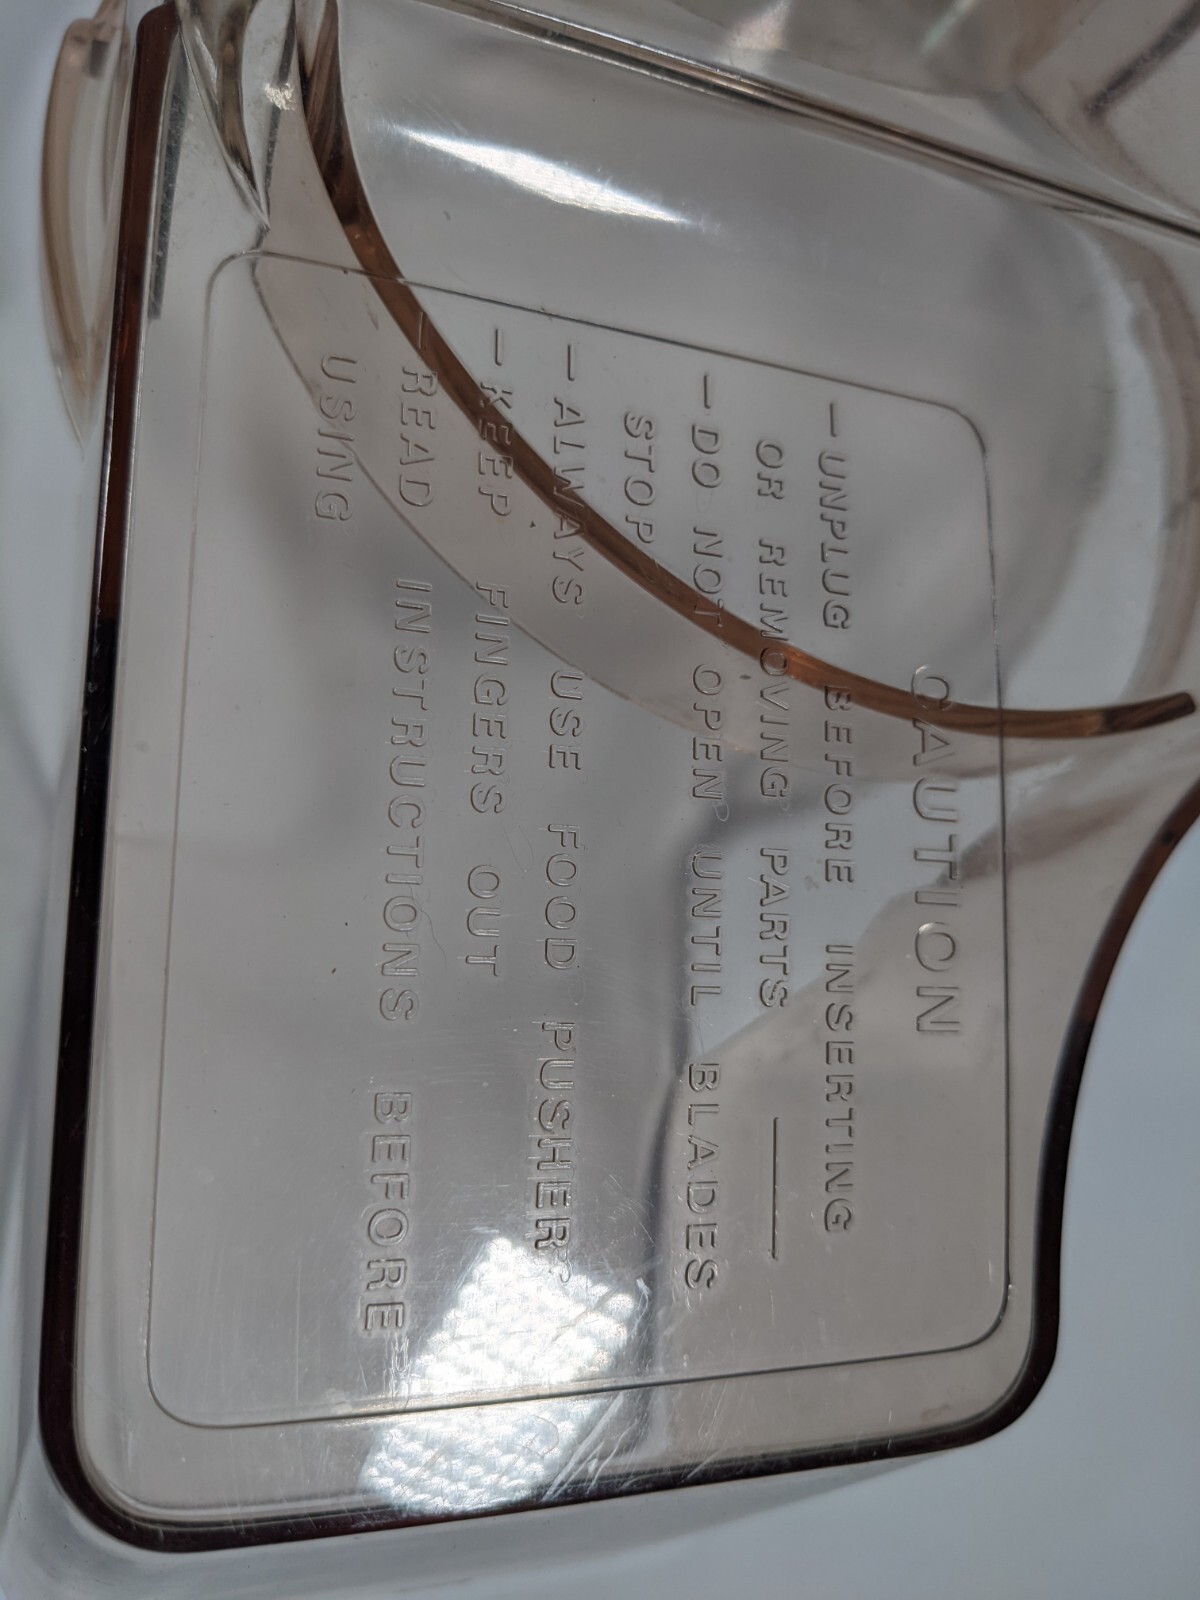 CAUTION
— UNPLUG BEFORE INSERTING
OR REMOVING PARTS
— DO NOT OPEN UNTIL BLADES
STOP
— ALWAYS USE FOOD PUSHER
— KEEP FINGERS OUT
— READ INSTRUCTIONS BEFORE
USING